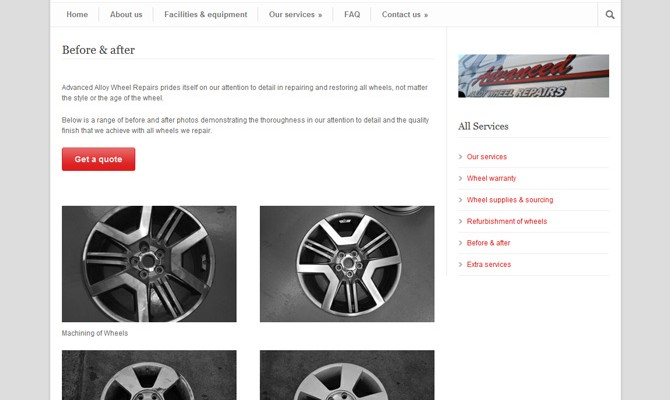 Home
About us
Facilities & equipment
Our services »
FAQ
Contact us »
Before & after
Advanced Alloy Wheel Repairs prides itself on our attention to detail in repairing and restoring all wheels, not matter
the style or the age of the wheel.
Below is a range of before and after photos demonstrating the thoroughness in our attention to detail and the quality
finish that we achieve with all wheels we repair.
Get a quote
Machining of Wheels
Advanced
ALLOY WHEEL REPAIRS
All Services
Our services
Wheel warranty
Wheel supplies & sourcing
Refurbishment of wheels
Before & after
Extra services